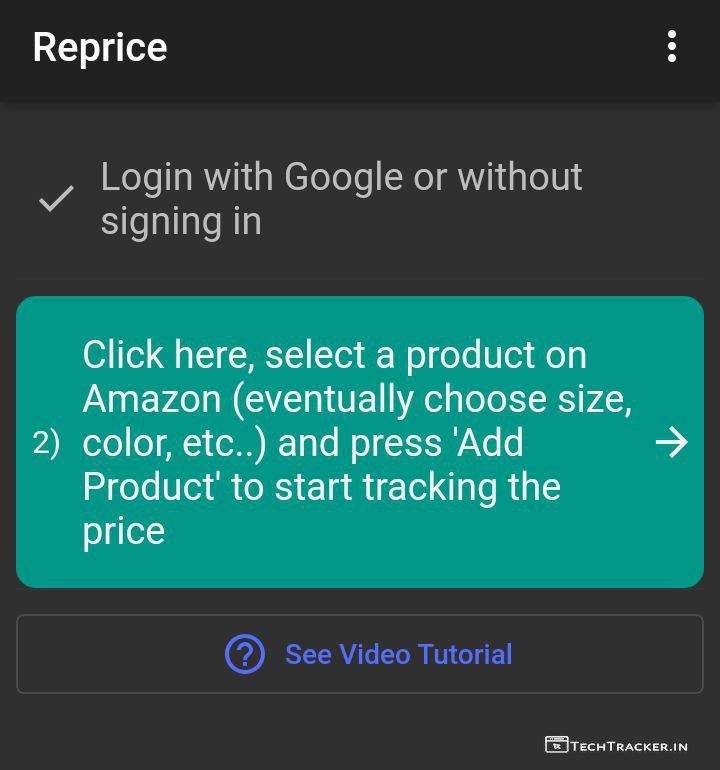 Reprice
Login with Google or without
signing in
2)
Click here, select a product on
Amazon (eventually choose size,
color, etc..) and press 'Add
Product' to start tracking the
price
See Video Tutorial
TechTracker.in